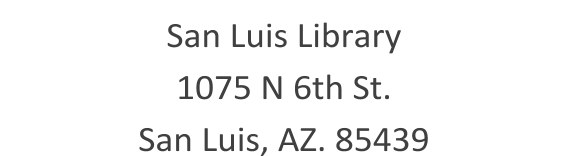 San Luis Library
1075 N 6th St.
San Luis, AZ. 85439